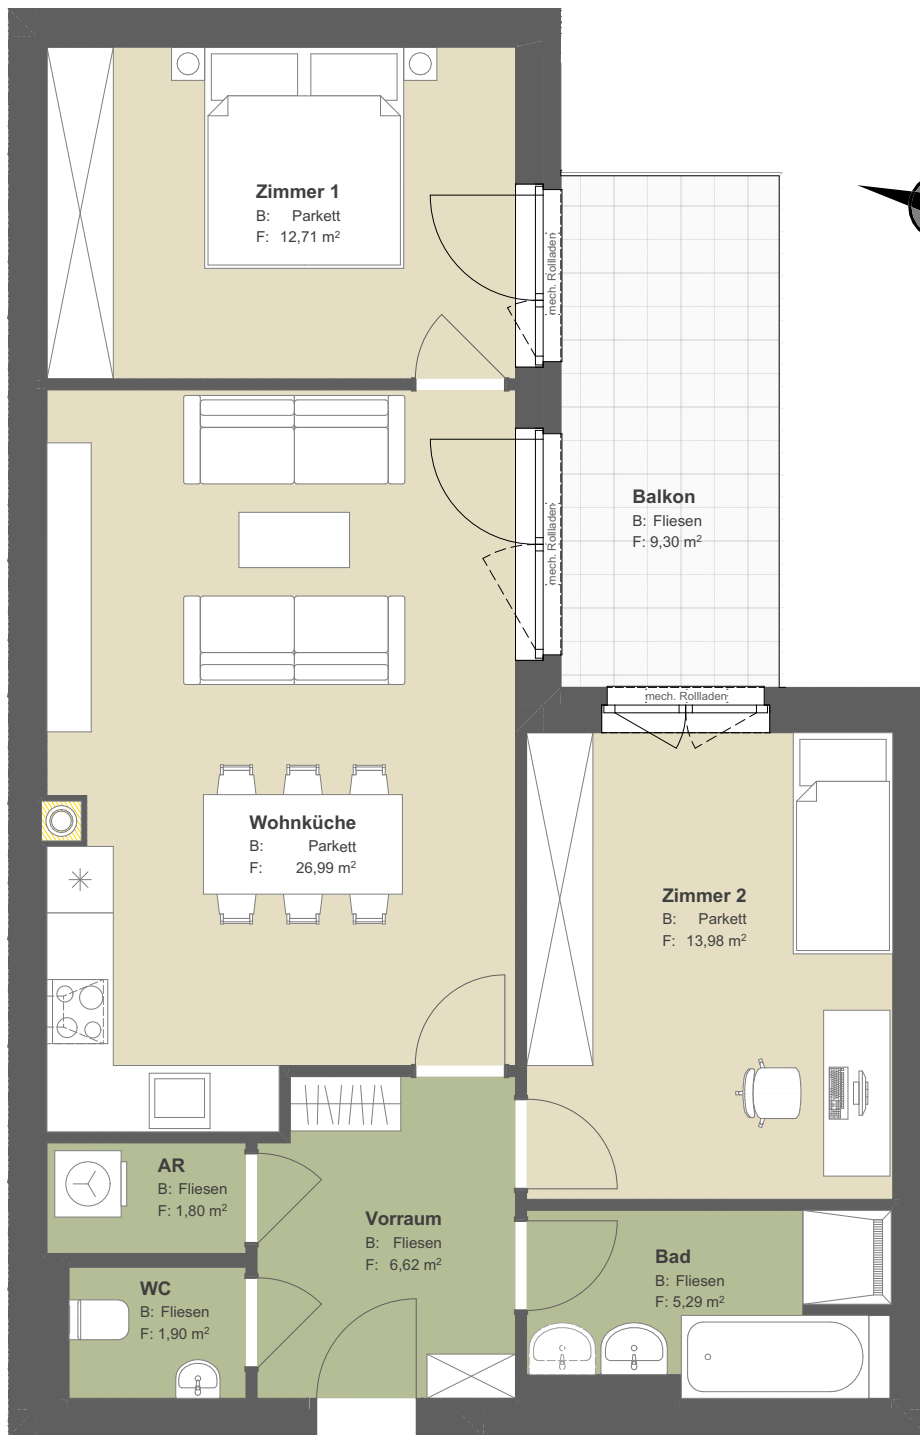 Zimmer 1
B: Parkett
F: 12,71 m²
mech. Rollladen
Balkon
B: Fliesen
F: 9,30 m²
mech. Rollladen
mech. Rollladen
Wohnküche
B: Parkett
F: 26,99 m²
Zimmer 2
B: Parkett
F: 13,98 m²
AR
B: Fliesen
F: 1,80 m²
Vorraum
B: Fliesen
F: 6,62 m²
Bad
B: Fliesen
F: 5,29 m²
WC
B: Fliesen
F: 1,90 m²